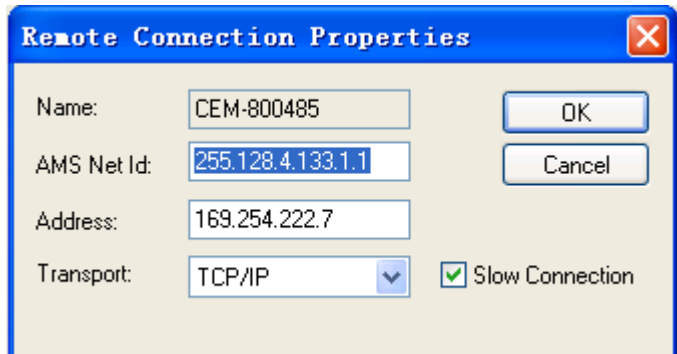 Remote Connection Properties
Name: CEM-800485 OK
AMS Net Id: 255.128.4.133.1.1 Cancel
Address: 169.254.222.7
Transport: TCP/IP Slow Connection